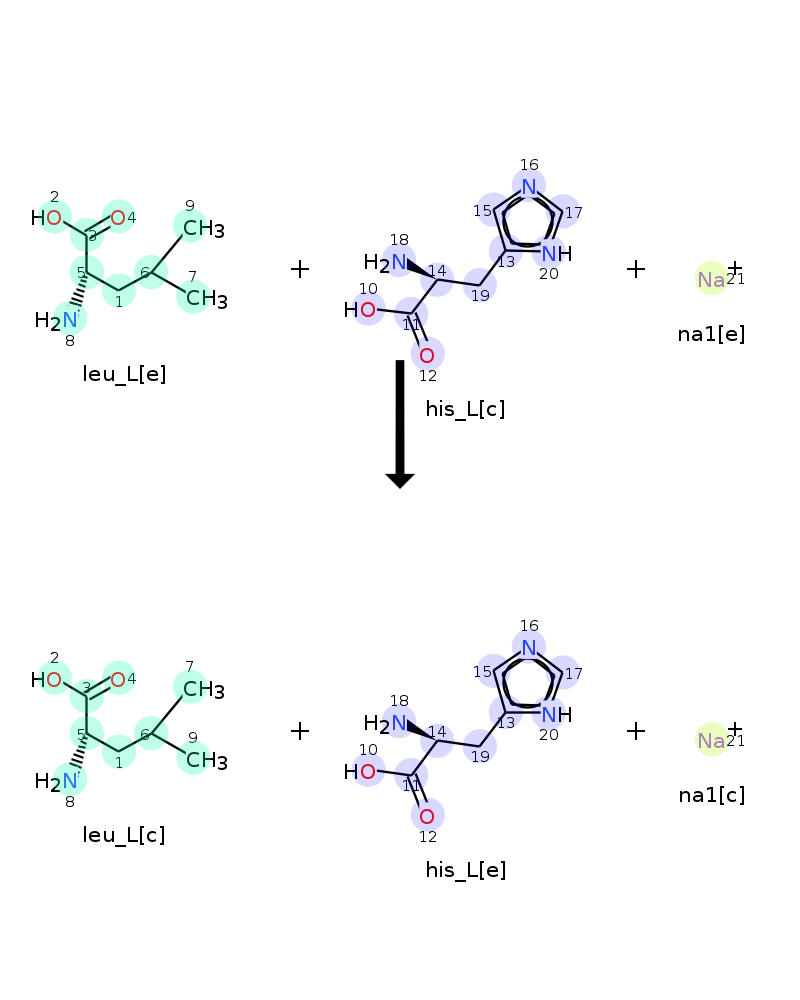 2
HO
3
O 4
5
1
6
9
CH3
7
CH3
H2N
8
leu_L[e]
+
16
N
15
17
NH
20
13
18
H2N
14
19
10
HO
11
O
12
his_L[c]
+
Na+
21
na1[e]
2
HO
3
O 4
5
1
6
7
CH3
9
CH3
H2N
8
leu_L[c]
+
16
N
15
17
NH
20
13
18
H2N
14
19
10
HO
11
O
12
his_L[e]
+
Na+
21
na1[c]